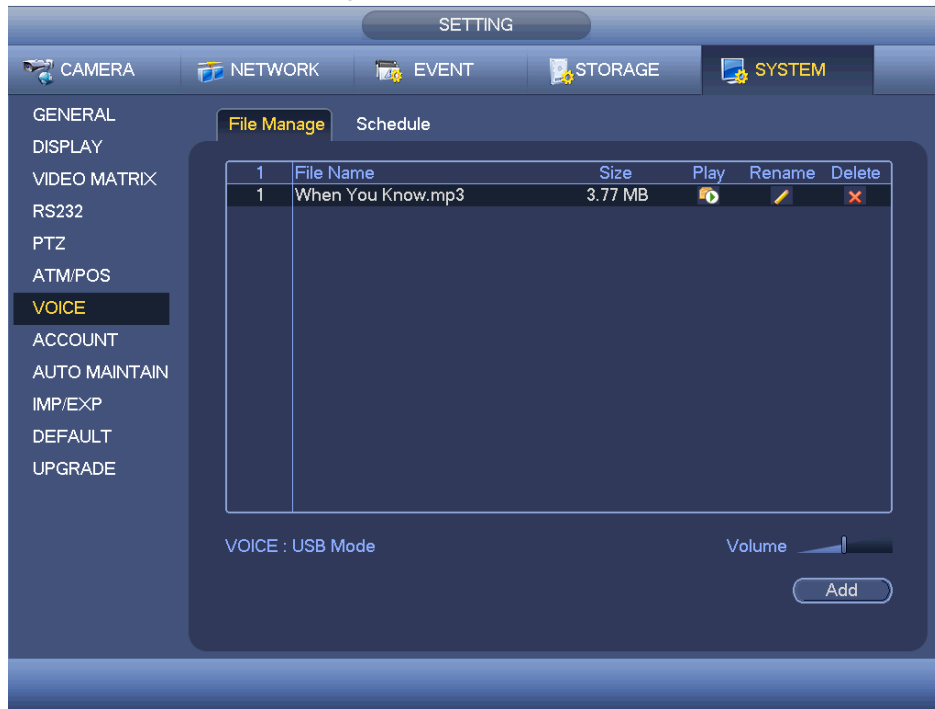 SETTING
CAMERA NETWORK EVENT STORAGE SYSTEM
GENERAL
DISPLAY
VIDEO MATRIX
RS232
PTZ
ATM/POS
VOICE
ACCOUNT
AUTO MAINTAIN
IMP/EXP
DEFAULT
UPGRADE
File Manage Schedule
1 File Name Size Play Rename Delete
1 When You Know.mp3 3.77 MB
VOICE : USB Mode Volume
Add